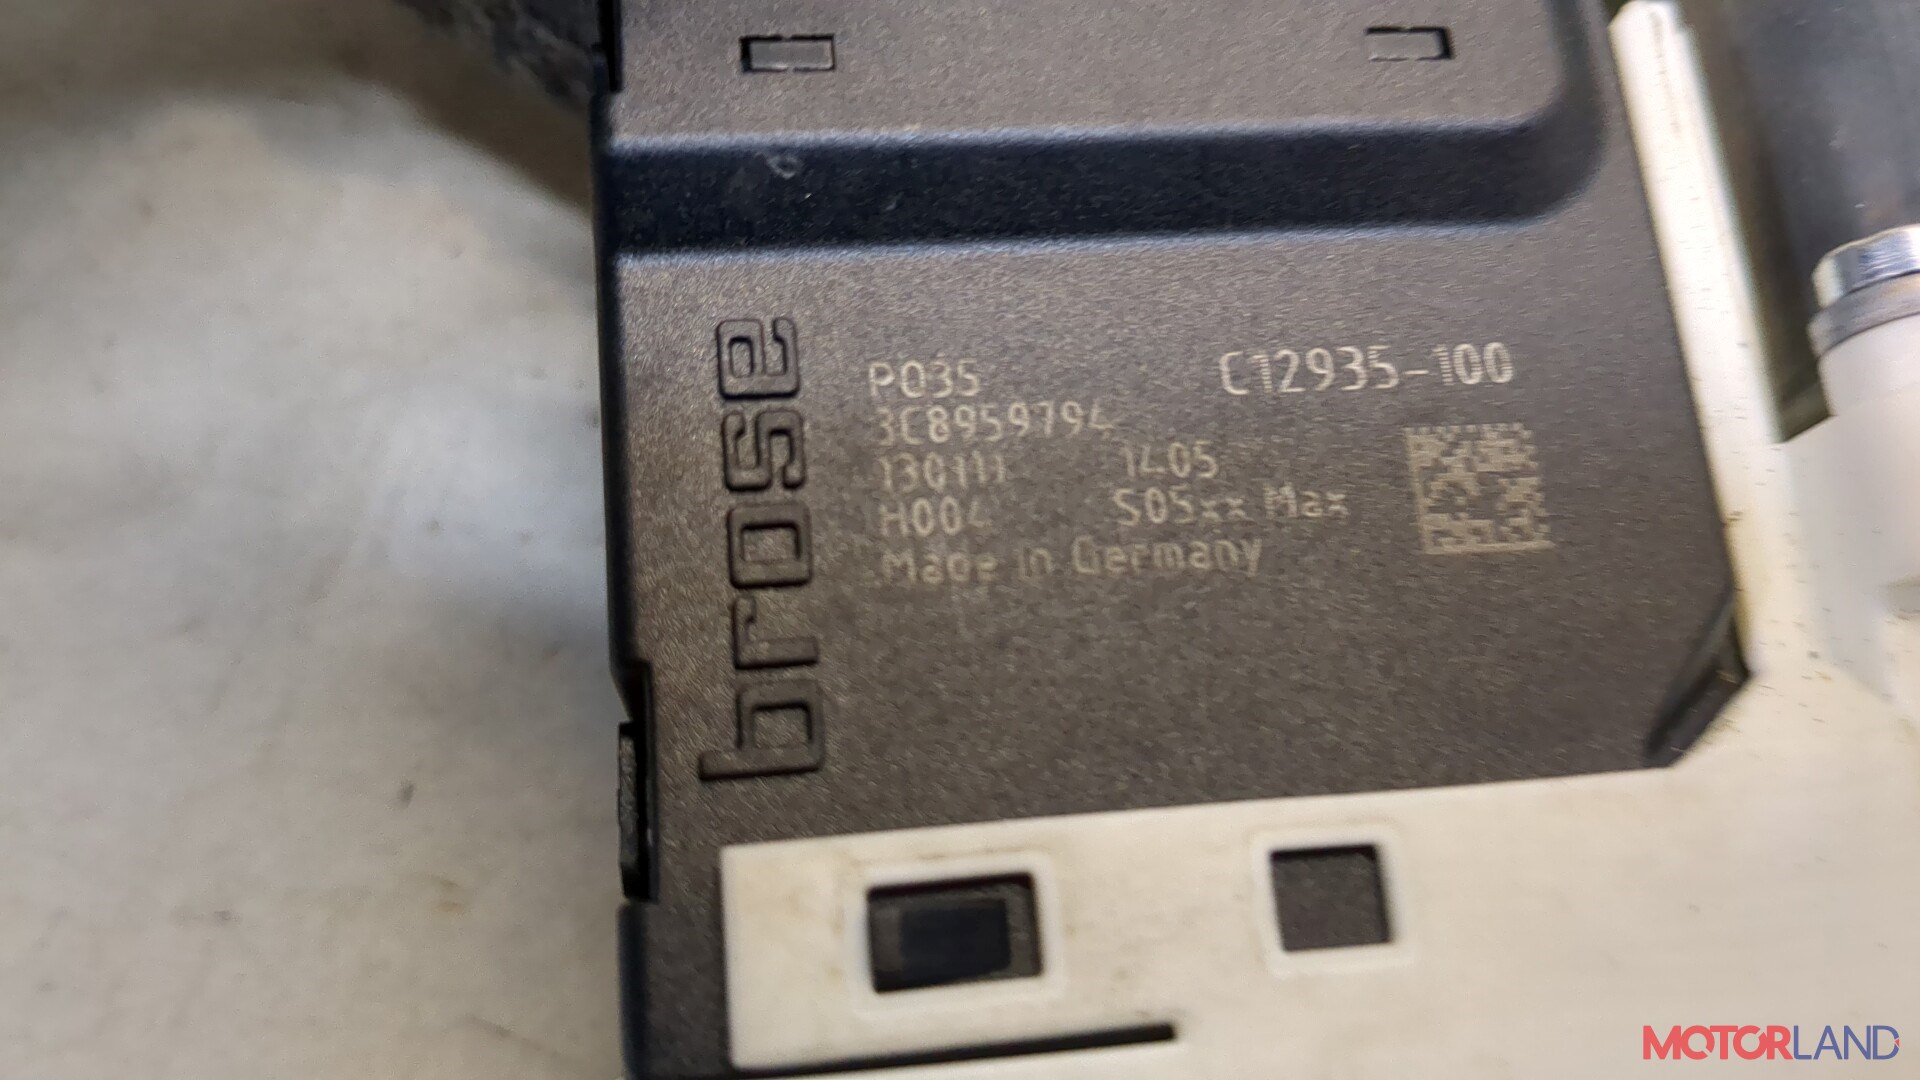 brose
P035 C12935-100
3C8959794
130111 1405
H004 S05xx Max
Made in Germany
MOTORLAND